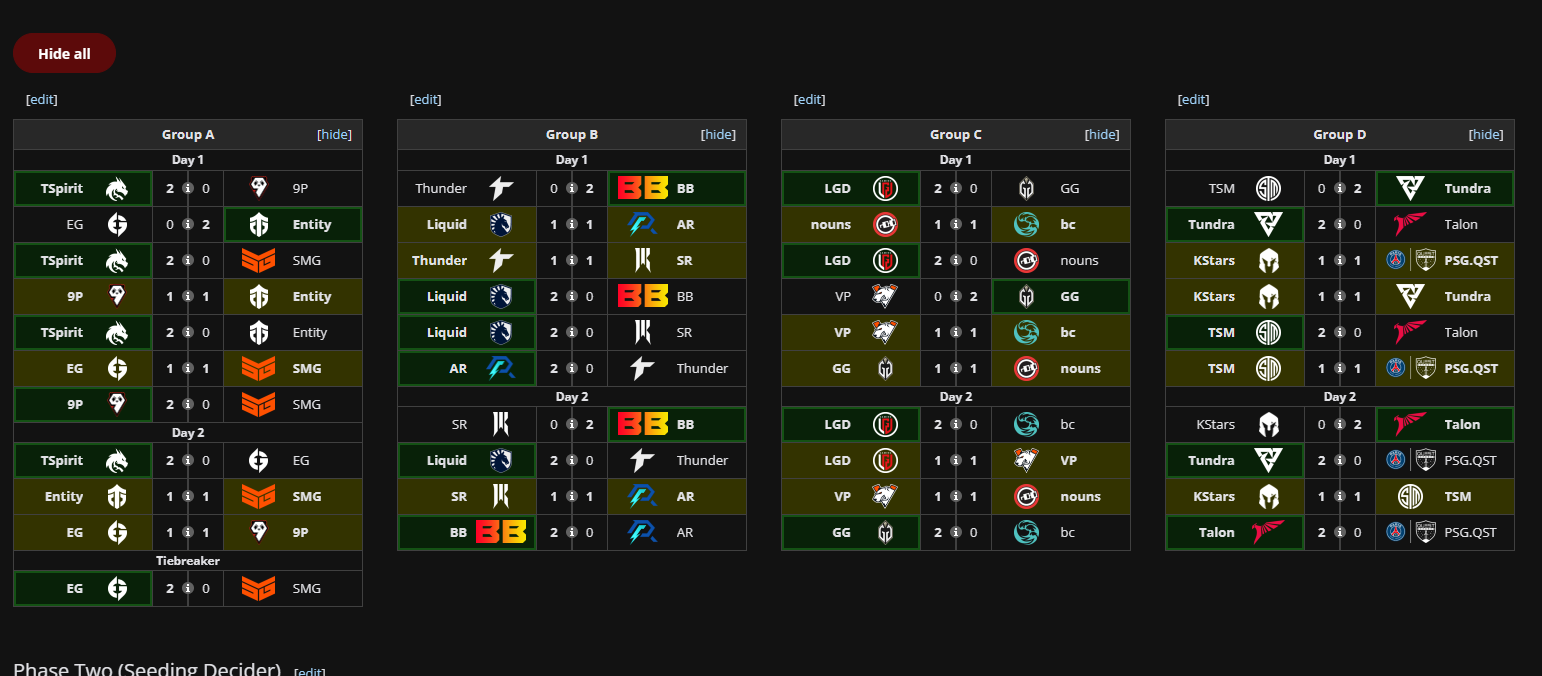 Hide all
[edit]
Group A [hide]
Day 1
TSpirit 2 0 9P
EG 0 2 Entity
TSpirit 2 0 SMG
9P 1 1 Entity
TSpirit 2 0 Entity
EG 1 1 SMG
9P 2 0 SMG
Day 2
TSpirit 2 0 EG
Entity 1 1 SMG
EG 1 1 9P
Tiebreaker
EG 2 0 SMG
[edit]
Group B [hide]
Day 1
Thunder 0 2 BB
Liquid 1 1 AR
Thunder 1 1 SR
Liquid 2 0 BB
Liquid 2 0 SR
AR 2 0 Thunder
Day 2
SR 0 2 BB
Liquid 2 0 Thunder
SR 1 1 AR
BB 2 0 AR
[edit]
Group C [hide]
Day 1
LGD 2 0 GG
nouns 1 1 bc
LGD 2 0 nouns
VP 0 2 GG
VP 1 1 bc
GG 1 1 nouns
Day 2
LGD 2 0 bc
LGD 1 1 VP
VP 1 1 nouns
GG 2 0 bc
[edit]
Group D [hide]
Day 1
TSM 0 2 Tundra
Tundra 2 0 Talon
KStars 1 1 PSG.QST
KStars 1 1 Tundra
TSM 2 0 Talon
TSM 1 1 PSG.QST
Day 2
KStars 0 2 Talon
Tundra 2 0 PSG.QST
KStars 1 1 TSM
Talon 2 0 PSG.QST
Phase Two (Seeding Decider) [edit]